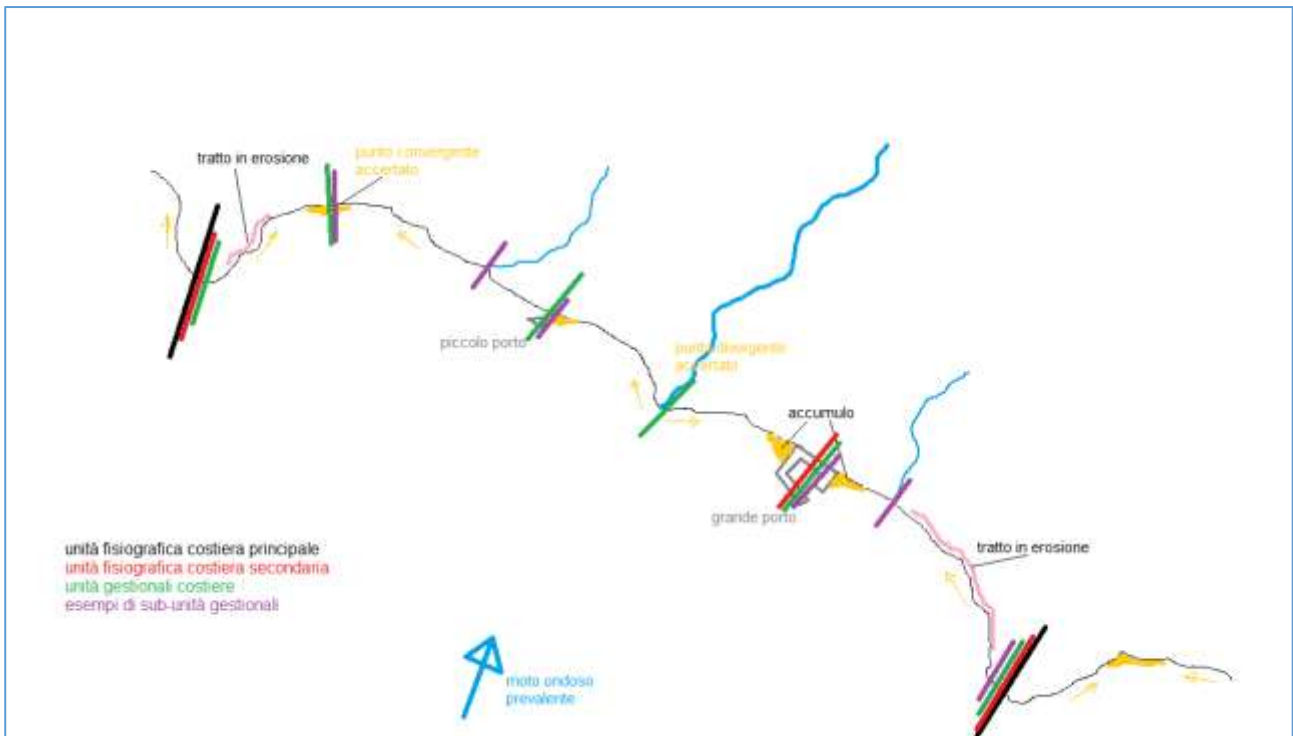 tratto in erosione
punto convergente
accertato
piccolo porto
punto divergente
accertato
accumulo
grande porto
tratto in erosione
unità fisiografica costiera principale
unità fisiografica costiera secondaria
unità gestionali costiere
esempi di sub-unità gestionali
moto ondoso
prevalente